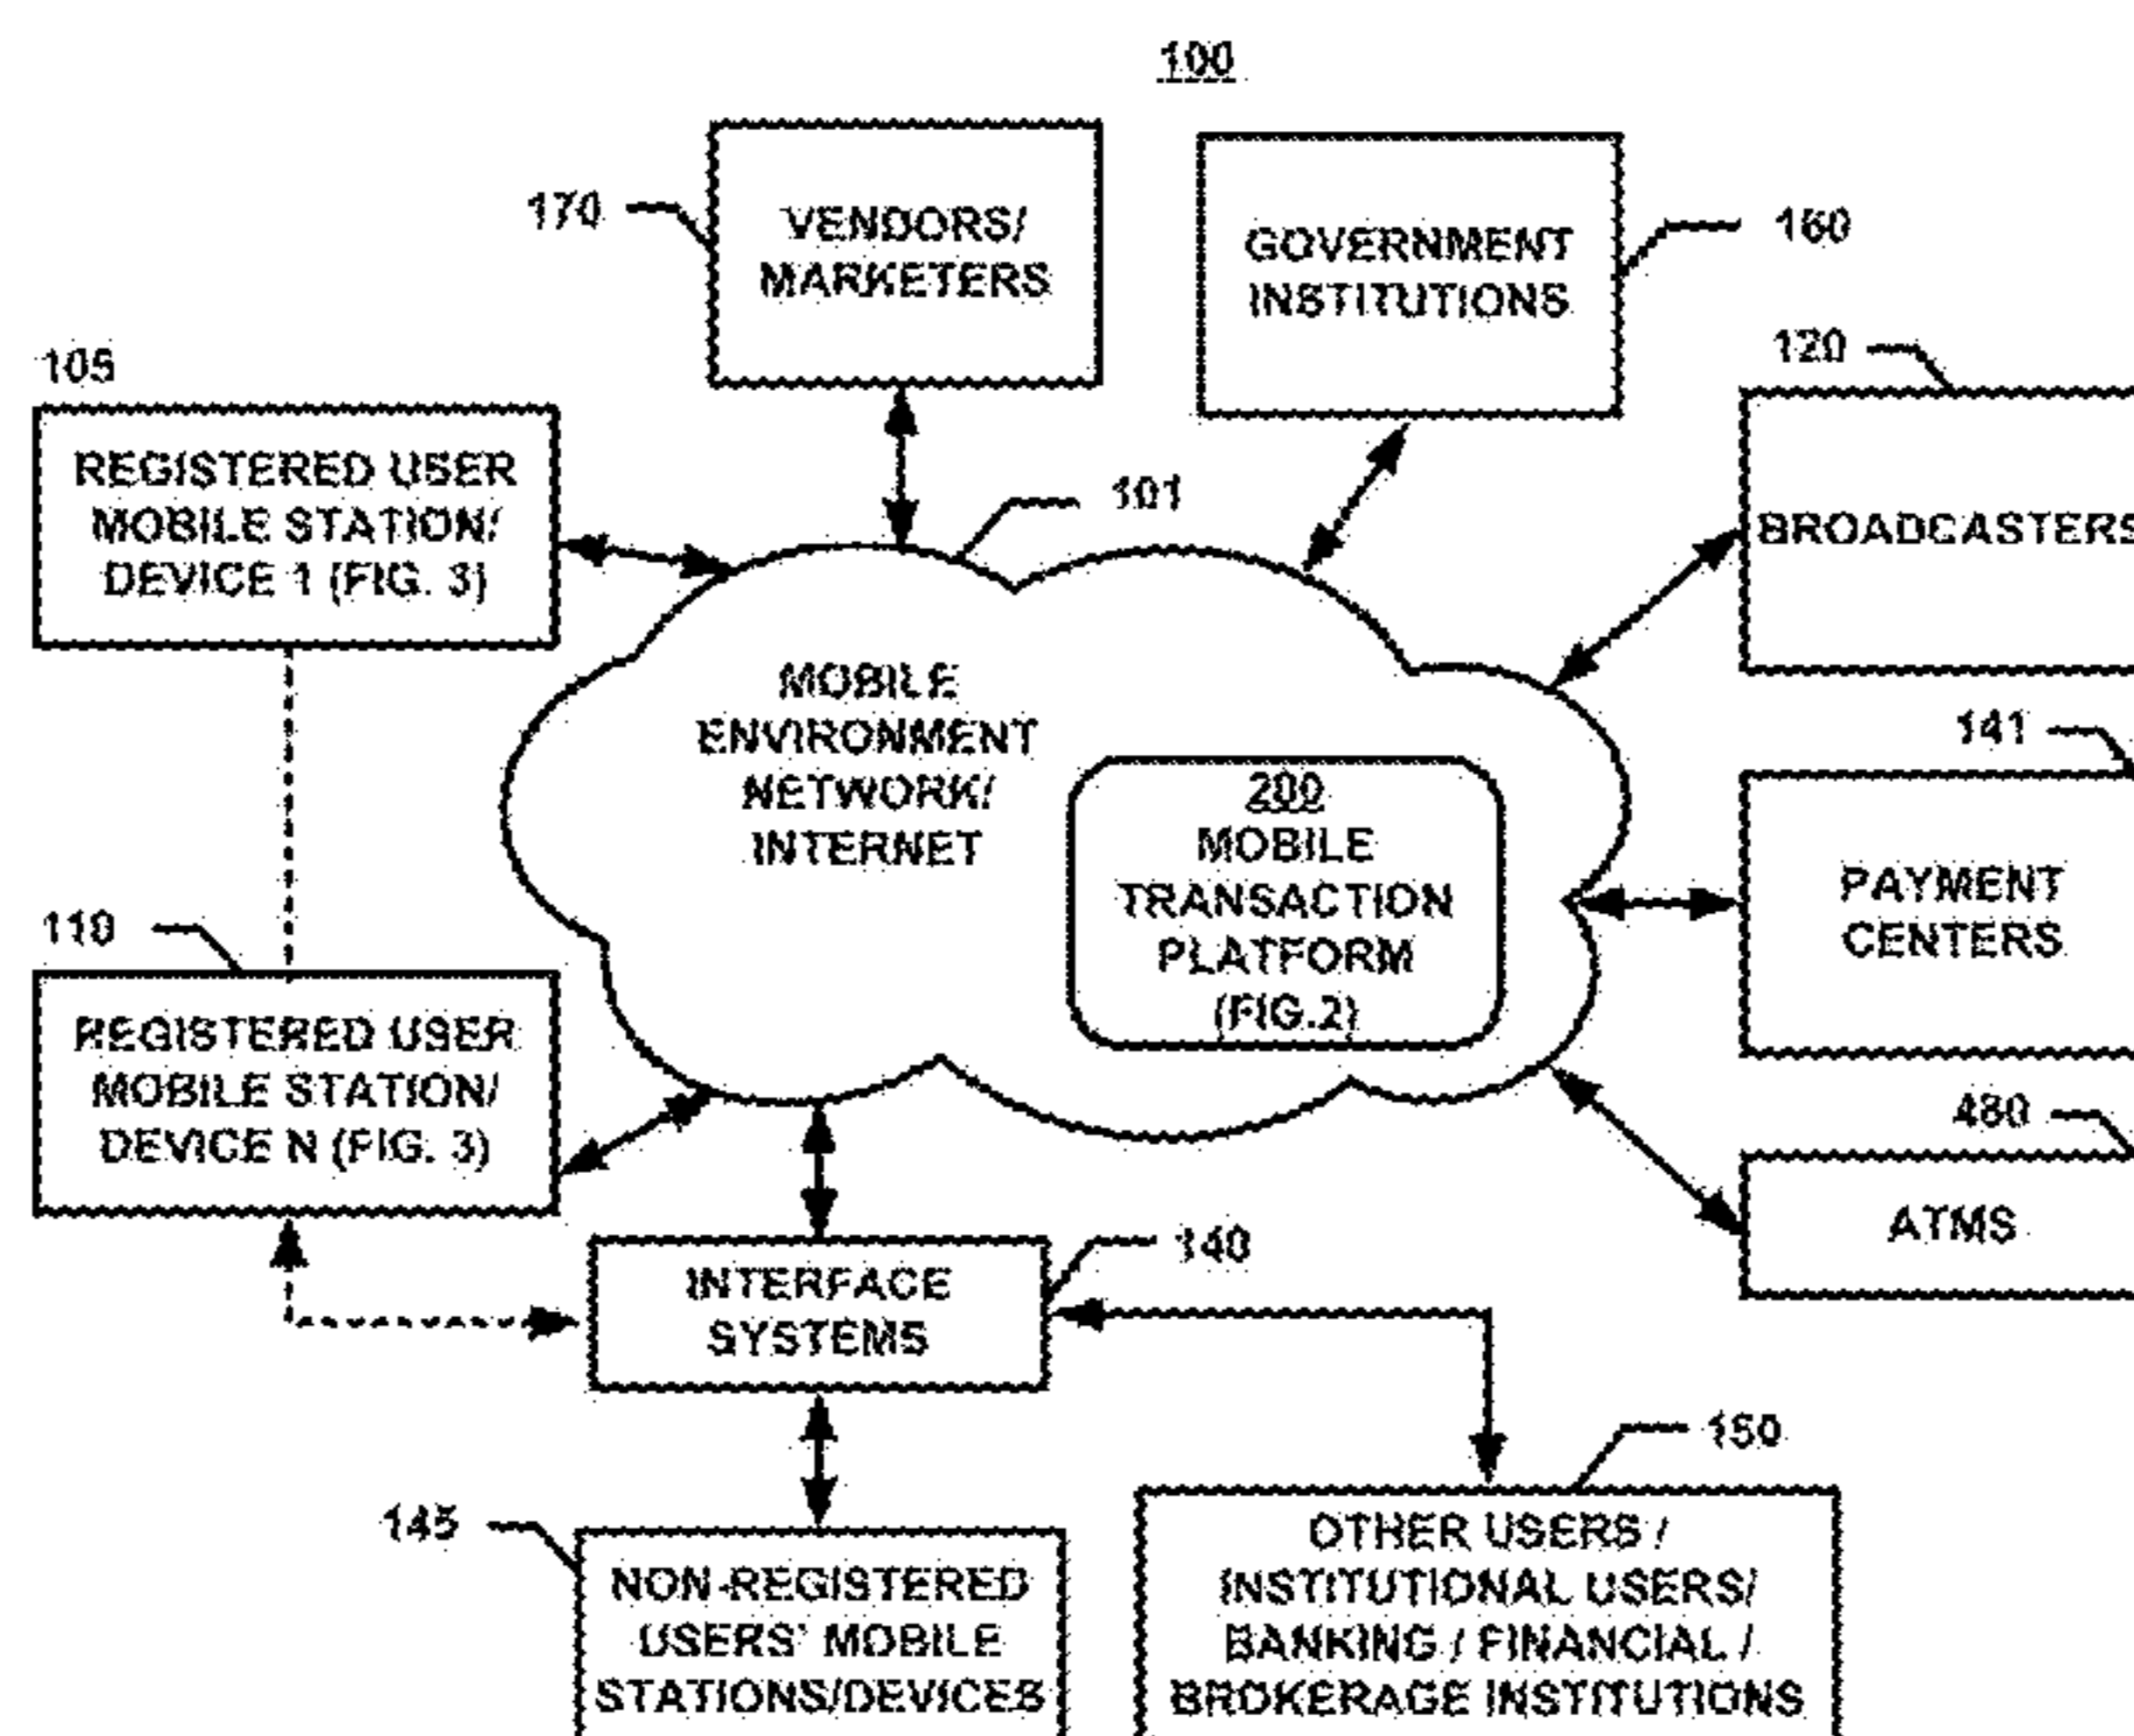 100
170
VENDORS/
MARKETERS
GOVERNMENT
INSTITUTIONS
160
120
BROADCASTERS
105
REGISTERED USER
MOBILE STATION/
DEVICE 1 (FIG. 3)
101
MOBILE
ENVIRONMENT
NETWORK/
INTERNET
200
MOBILE
TRANSACTION
PLATFORM
(FIG.2)
141
PAYMENT
CENTERS
110
REGISTERED USER
MOBILE STATION/
DEVICE N (FIG. 3)
480
ATMS
INTERFACE
SYSTEMS
140
145
NON-REGISTERED
USERS' MOBILE
STATIONS/DEVICES
150
OTHER USERS /
INSTITUTIONAL USERS/
BANKING / FINANCIAL /
BROKERAGE INSTITUTIONS